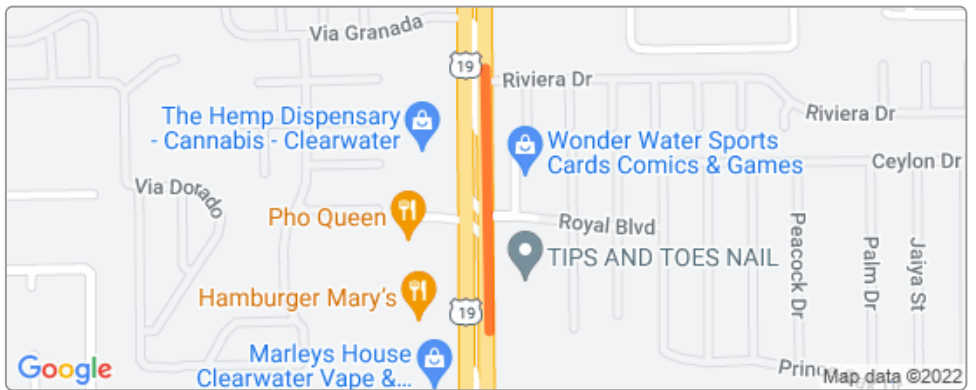 Via Granada
19
Riviera Dr
The Hemp Dispensary
- Cannabis - Clearwater
Riviera Dr
Wonder Water Sports
Cards Comics & Games
Ceylon Dr
Via Dorado
Pho Queen
Royal Blvd
TIPS AND TOES NAIL
Peacock Dr
Palm Dr
Jaiya St
Hamburger Mary's
19
Marleys House
Clearwater Vape &...
Google
Map data ©2022